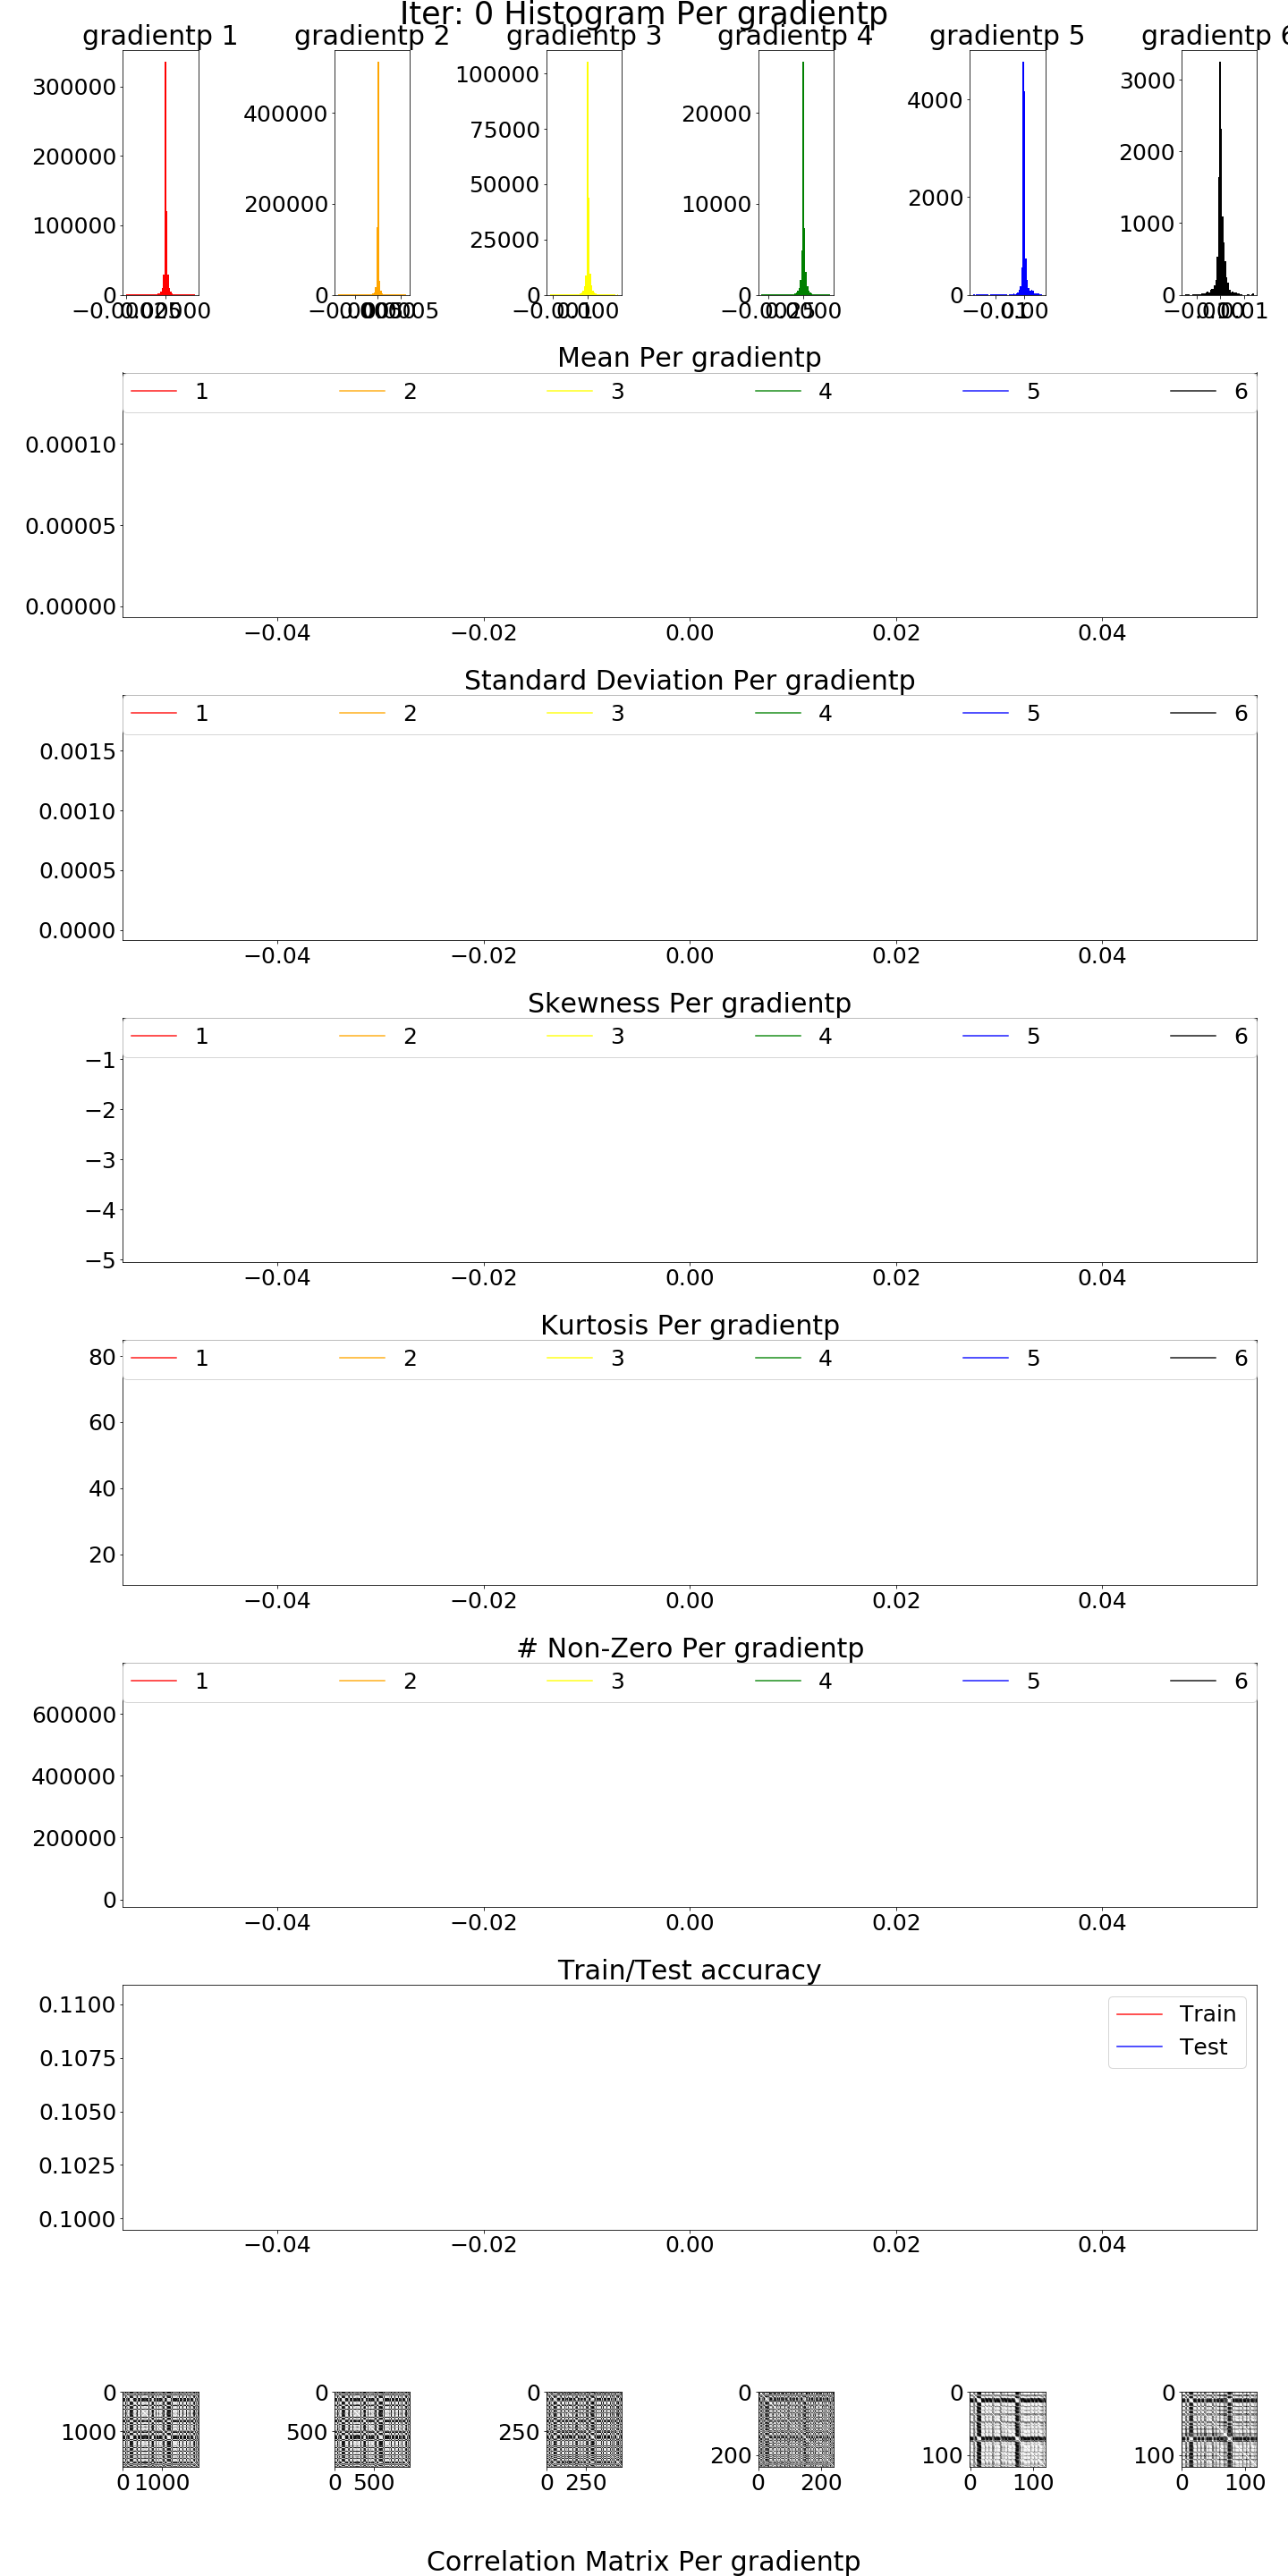 Iter: 0 Histogram Per gradientp
gradientp 1 gradientp 2 gradientp 3 gradientp 4 gradientp 5 gradientp 6
300000
200000
100000
0
400000
200000
0
100000
75000
50000
25000
0
20000
10000
0
4000
2000
0
3000
2000
1000
0
Mean Per gradientp
1 2 3 4 5 6
0.00010
0.00005
0.00000
−0.04 −0.02 0.00 0.02 0.04
Standard Deviation Per gradientp
1 2 3 4 5 6
0.0015
0.0010
0.0005
0.0000
−0.04 −0.02 0.00 0.02 0.04
Skewness Per gradientp
1 2 3 4 5 6
−1
−2
−3
−4
−5
−0.04 −0.02 0.00 0.02 0.04
Kurtosis Per gradientp
1 2 3 4 5 6
80
60
40
20
−0.04 −0.02 0.00 0.02 0.04
# Non-Zero Per gradientp
1 2 3 4 5 6
600000
400000
200000
0
−0.04 −0.02 0.00 0.02 0.04
Train/Test accuracy
Train
Test
0.1100
0.1075
0.1050
0.1025
0.1000
−0.04 −0.02 0.00 0.02 0.04
0 0 0 0 0 0
1000 500 250 200 100 100
0 1000 0 500 0 250 0 200 0 100 0 100
Correlation Matrix Per gradientp